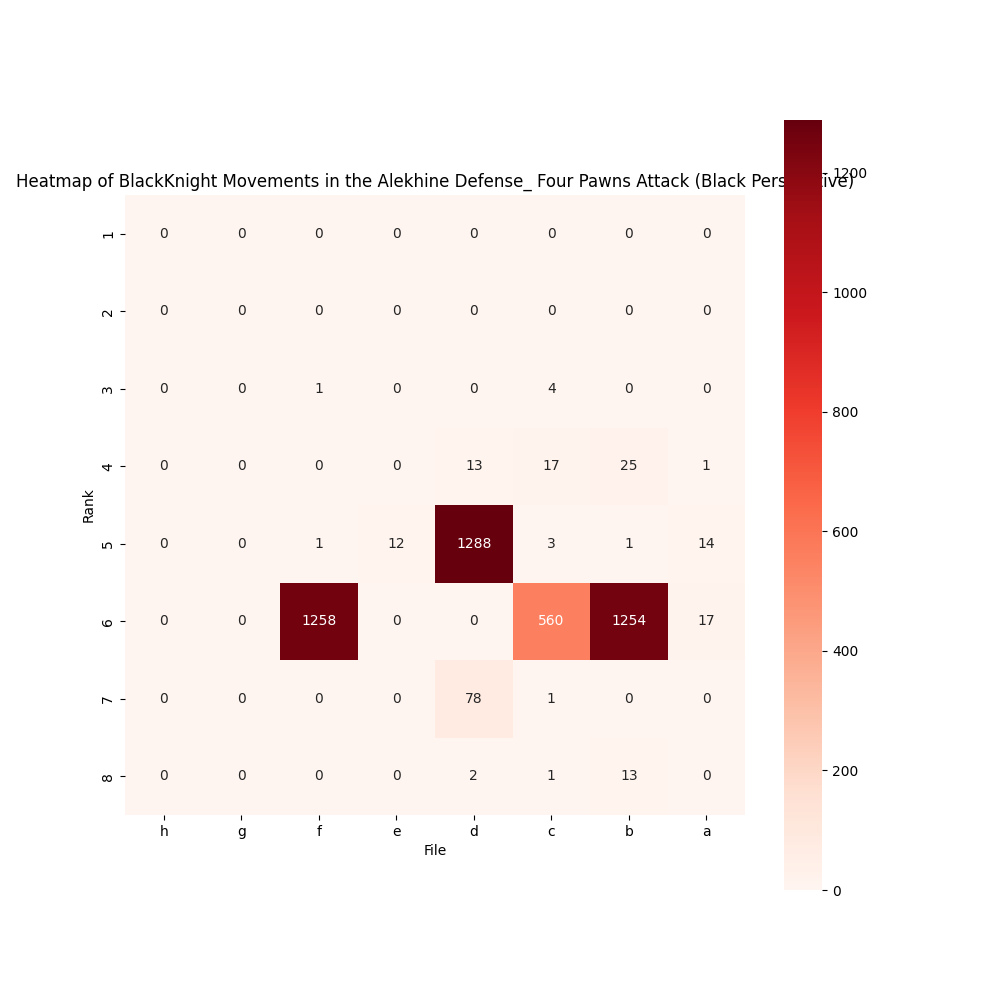 Heatmap of BlackKnight Movements in the Alekhine Defense_ Four Pawns Attack (Black Perspective)
1200
1 0 0 0 0 0 0 0 0
1000
2 0 0 0 0 0 0 0 0
3 0 0 1 0 0 4 0 0
800
4 0 0 0 0 13 17 25 1
Rank
600
5 0 0 1 12 1288 3 1 14
6 0 0 1258 0 0 560 1254 17
400
7 0 0 0 0 78 1 0 0
200
8 0 0 0 0 2 1 13 0
h g f e d c b a
File
0